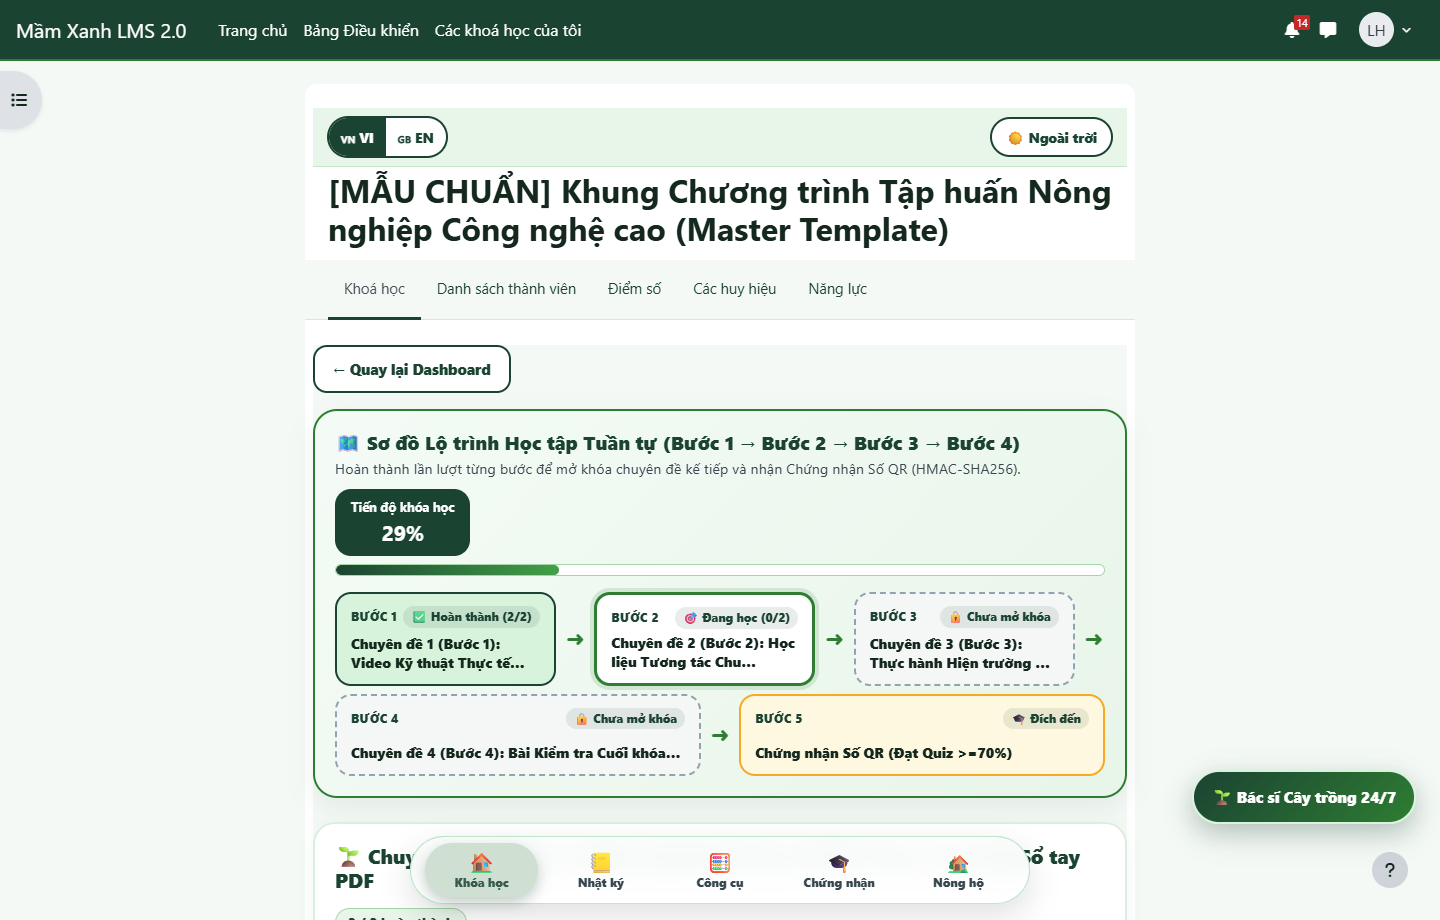 Mầm Xanh LMS 2.0 Trang chủ Bảng Điều khiển Các khoá học của tôi 14 LH
VN VI GB EN Ngoài trời
[MẪU CHUẨN] Khung Chương trình Tập huấn Nông
nghiệp Công nghệ cao (Master Template)
Khoá học Danh sách thành viên Điểm số Các huy hiệu Năng lực
← Quay lại Dashboard
Sơ đồ Lộ trình Học tập Tuần tự (Bước 1 → Bước 2 → Bước 3 → Bước 4)
Hoàn thành lần lượt từng bước để mở khóa chuyên đề kế tiếp và nhận Chứng nhận Số QR (HMAC-SHA256).
Tiến độ khóa học
29%
BƯỚC 1 Hoàn thành (2/2)
Chuyên đề 1 (Bước 1):
Video Kỹ thuật Thực tế...
➜
BƯỚC 2 Đang học (0/2)
Chuyên đề 2 (Bước 2): Học
liệu Tương tác Chu...
➜
BƯỚC 3 Chưa mở khóa
Chuyên đề 3 (Bước 3):
Thực hành Hiện trường ...
➜
BƯỚC 4 Chưa mở khóa
Chuyên đề 4 (Bước 4): Bài Kiểm tra Cuối khóa...
➜
BƯỚC 5 Đích đến
Chứng nhận Số QR (Đạt Quiz >=70%)
Bác sĩ Cây trồng 24/7
Sổ tay
PDF
Khóa học Nhật ký Công cụ Chứng nhận Nông hộ
?